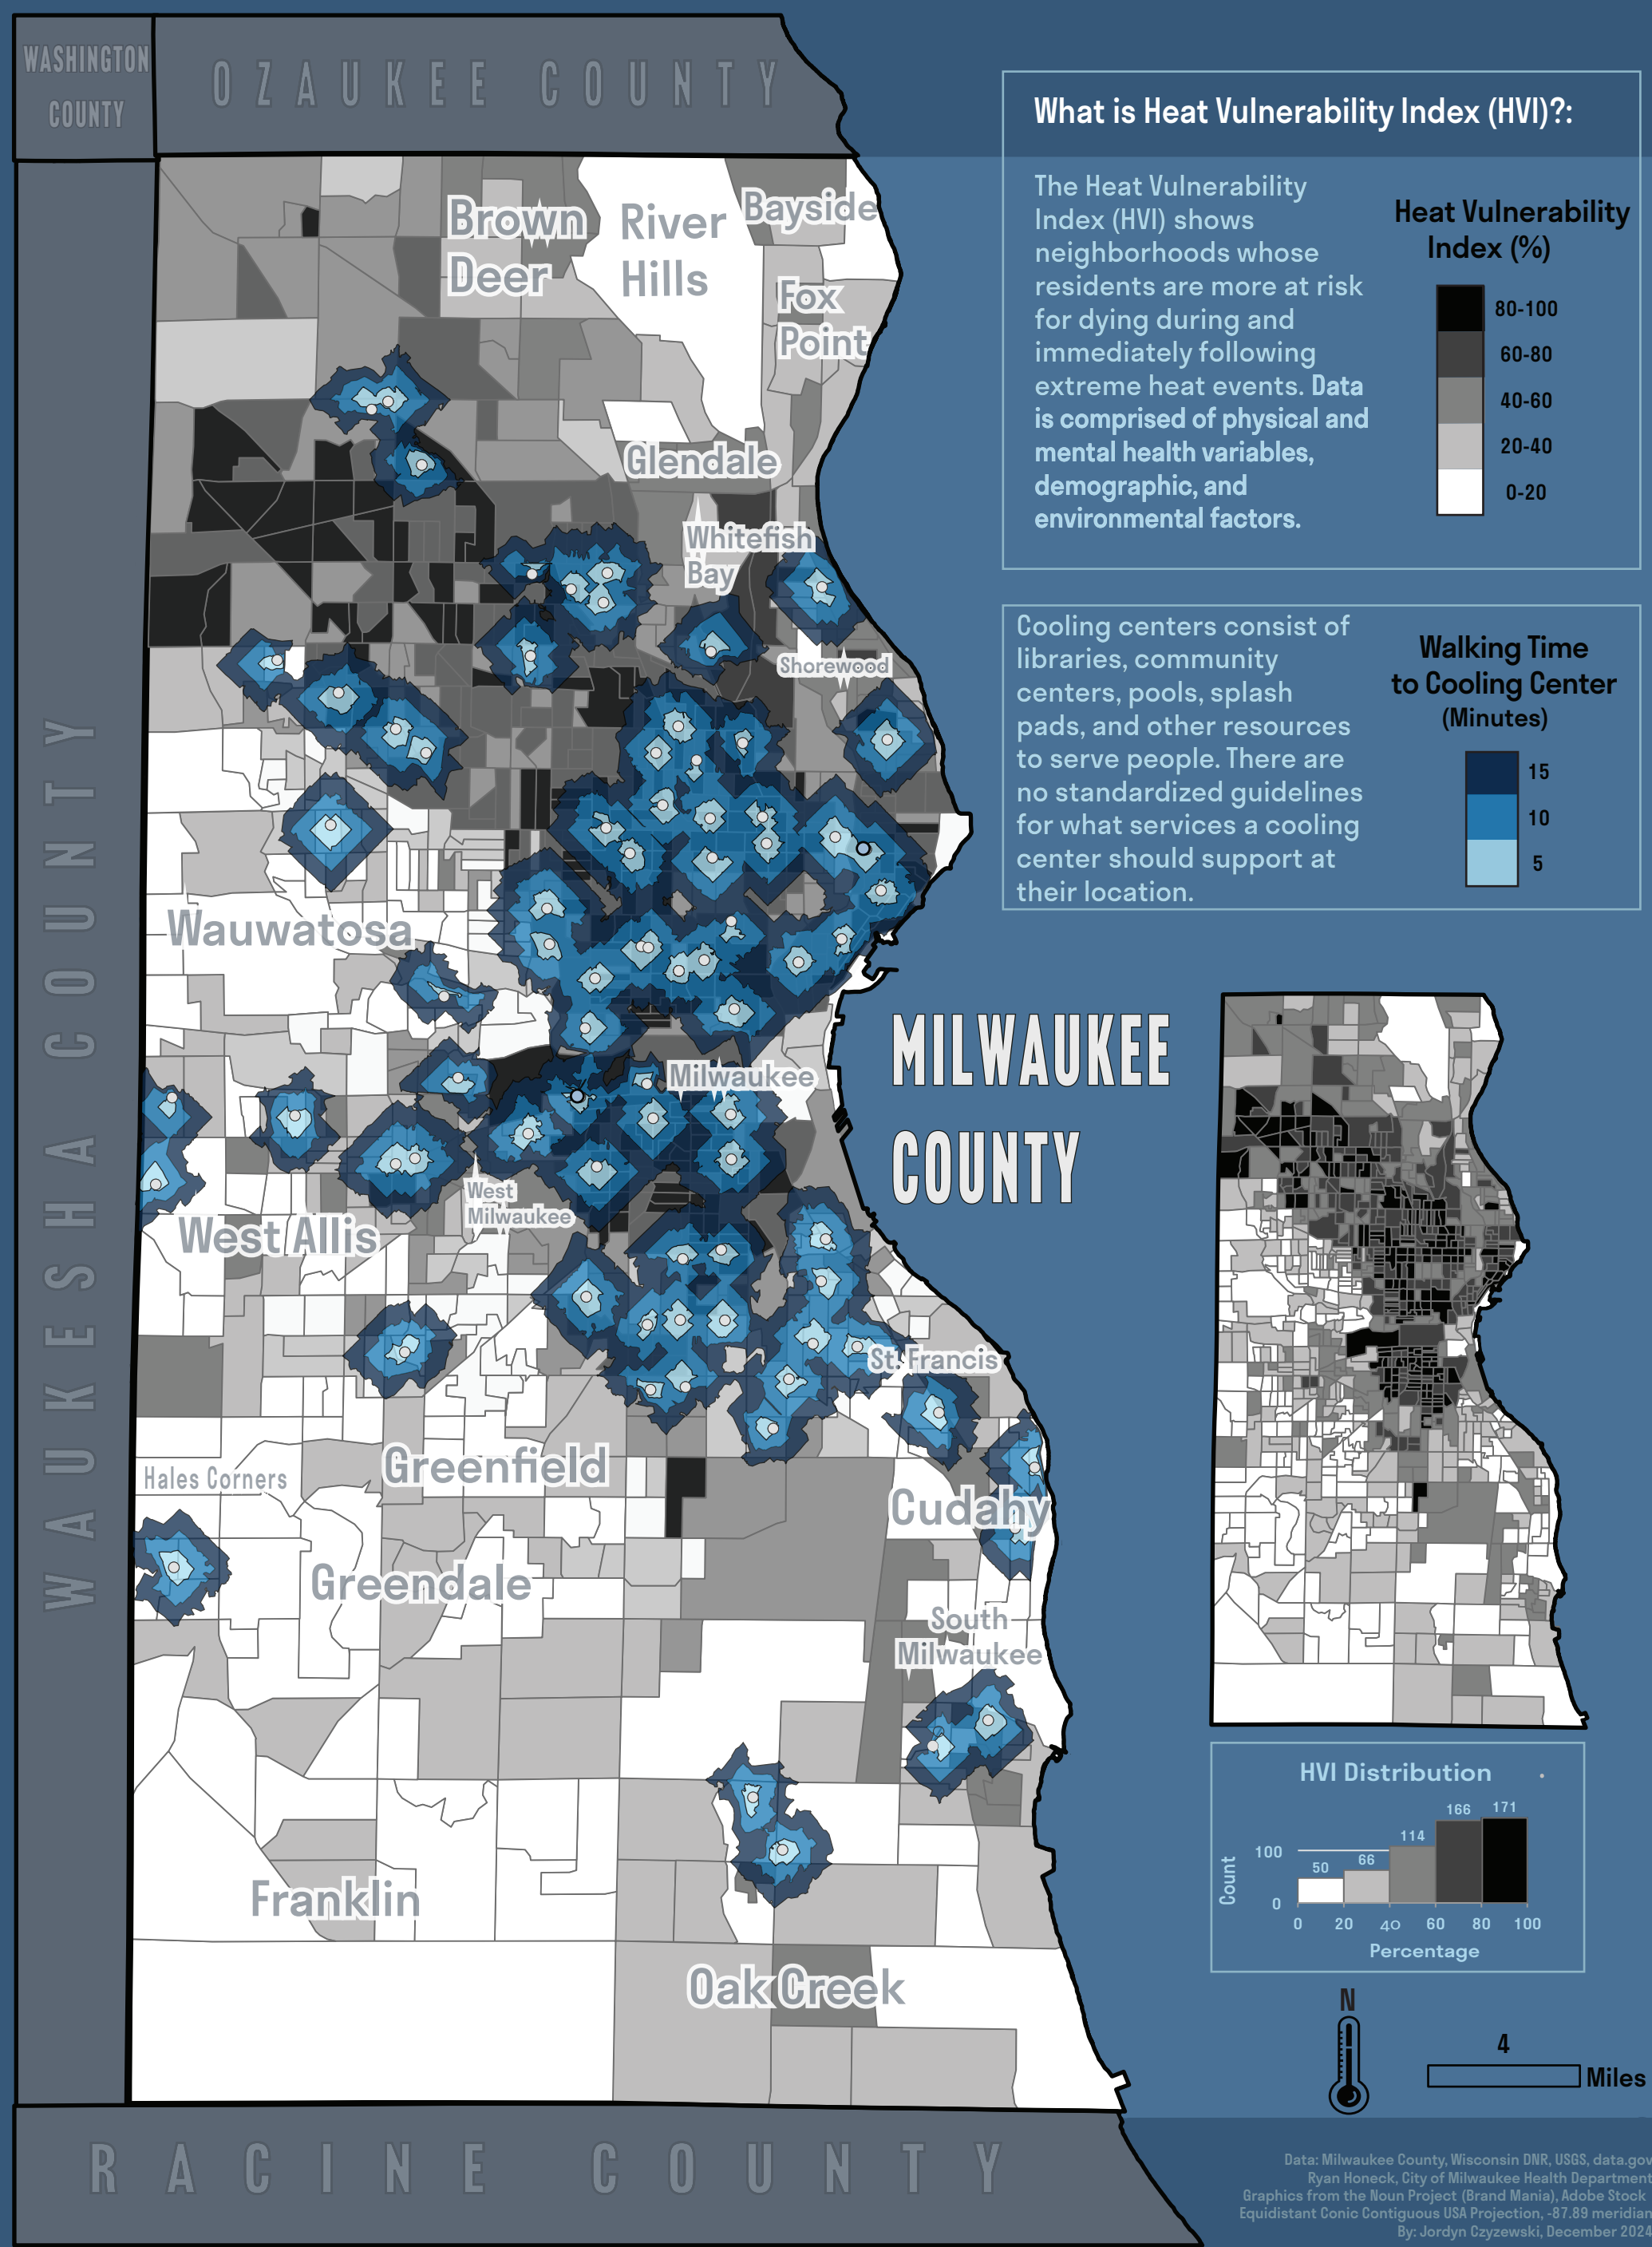 WASHINGTON
COUNTY
OZAUKEE COUNTY
WAUKESHA COUNTY
RACINE COUNTY
MILWAUKEE
COUNTY
Brown
Deer
River
Hills
Bayside
Fox
Point
Glendale
Whitefish
Bay
Shorewood
Wauwatosa
Milwaukee
West
Milwaukee
West Allis
St. Francis
Greenfield
Hales Corners
Cudahy
Greendale
South
Milwaukee
Franklin
Oak Creek
What is Heat Vulnerability Index (HVI)?:
The Heat Vulnerability
Index (HVI) shows
neighborhoods whose
residents are more at risk
for dying during and
immediately following
extreme heat events. Data
is comprised of physical and
mental health variables,
demographic, and
environmental factors.
Heat Vulnerability
Index (%)
80-100
60-80
40-60
20-40
0-20
Cooling centers consist of
libraries, community
centers, pools, splash
pads, and other resources
to serve people. There are
no standardized guidelines
for what services a cooling
center should support at
their location.
Walking Time
to Cooling Center
(Minutes)
15
10
5
HVI Distribution
166 171
114
100
50 66
Count
0
0 20 40 60 80 100
Percentage
N
4
Miles
Data: Milwaukee County, Wisconsin DNR, USGS, data.gov
Ryan Honeck, City of Milwaukee Health Department
Graphics from the Noun Project (Brand Mania), Adobe Stock
Equidistant Conic Contiguous USA Projection, -87.89 meridian
By: Jordyn Czyzewski, December 2024